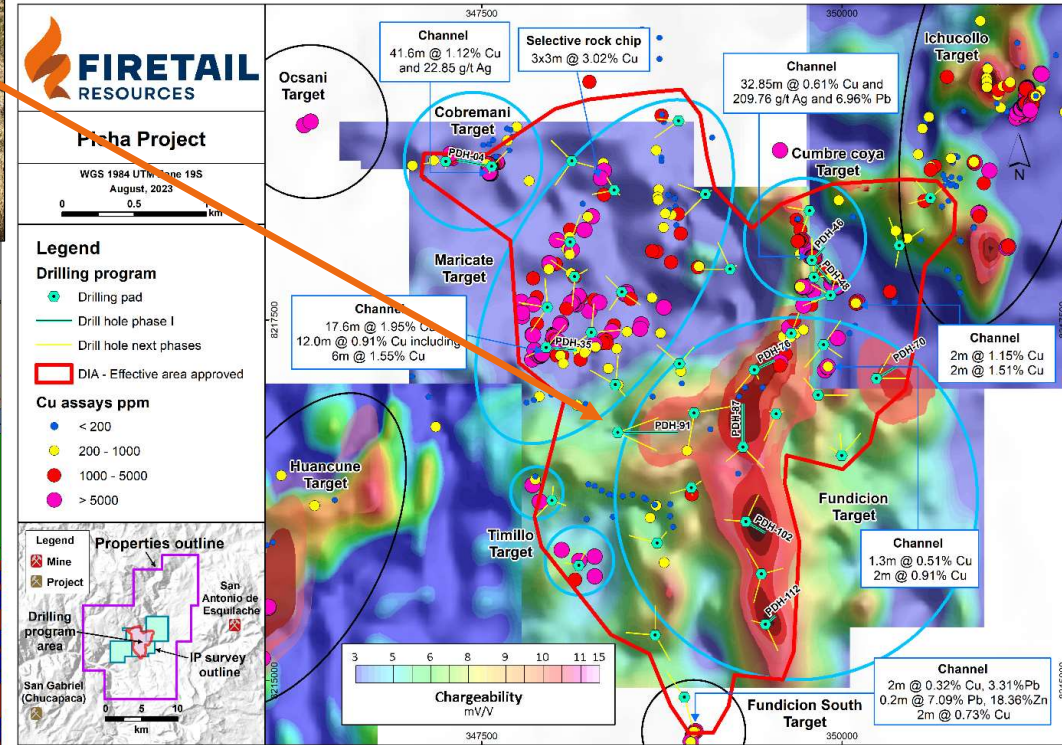 FIRETAIL
RESOURCES
Picha Project
WGS 1984 UTM Zone 19S
August, 2023
0 0.5
km
Legend
Drilling program
Drilling pad
Drill hole phase I
Drill hole next phases
DIA - Effective area approved
Cu assays ppm
< 200
200 - 1000
1000 - 5000
> 5000
Legend
Mine
Project
Properties outline
San
Antonio de
Esquilache
Drilling
program
area
IP survey
outline
San Gabriel
(Chucapaca)
0 5 10
km
347500
350000
Ocsani
Target
Channel
41.6m @ 1.12% Cu
and 22.85 g/t Ag
Selective rock chip
3x3m @ 3.02% Cu
Channel
32.85m @ 0.61% Cu and
209.76 g/t Ag and 6.96% Pb
Ichucollo
Target
Cobremani
Target
PDH-04
Cumbre coya
Target
N
PDH-46
PDH-48
Maricate
Target
Channel
17.6m @ 1.95% Cu
12.0m @ 0.91% Cu including
6m @ 1.55% Cu
PDH-35
8217500
Channel
2m @ 1.15% Cu
2m @ 1.51% Cu
PDH-76
PDH-70
PDH-91
PDH-87
Huancune
Target
Fundicion
Target
Timillo
Target
PDH-102
Channel
1.3m @ 0.51% Cu
2m @ 0.91% Cu
PDH-112
8215000
3 5 6 8 9 10 11 15
Chargeability
mV/V
Channel
2m @ 0.32% Cu, 3.31%Pb
0.2m @ 7.09% Pb, 18.36%Zn
2m @ 0.73% Cu
Fundicion South
Target
347500
350000